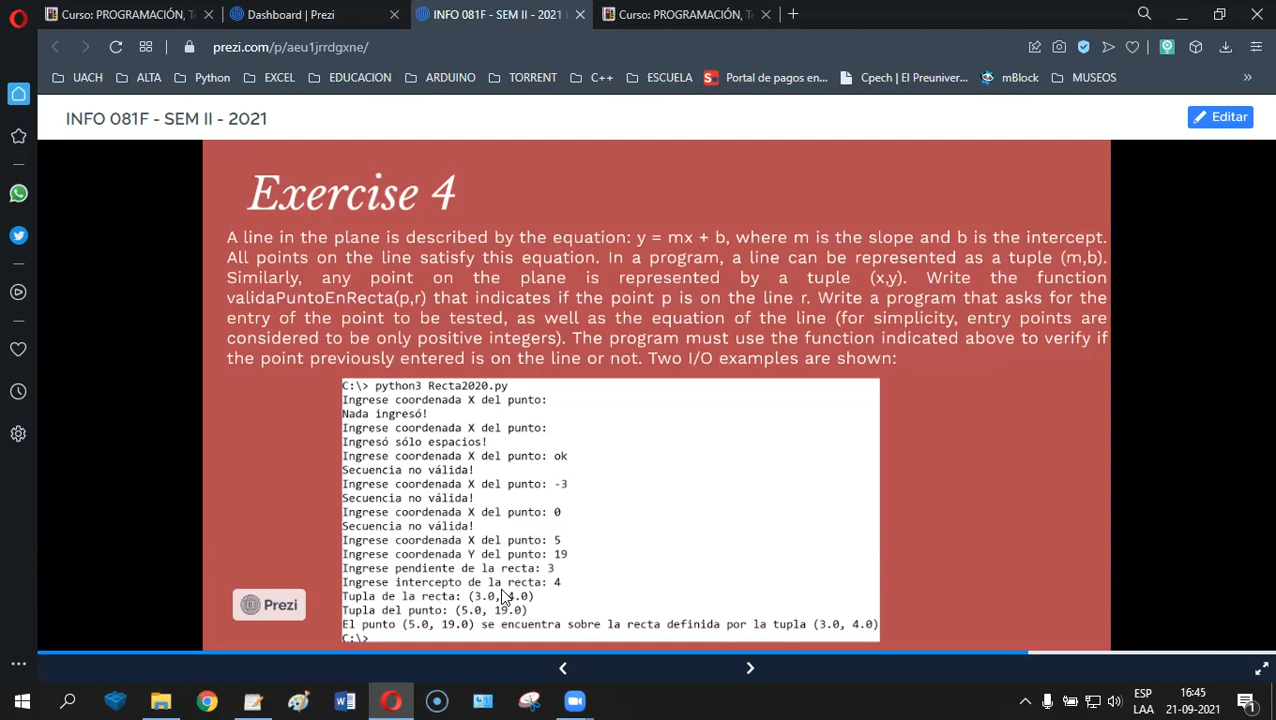 Curso: PROGRAMACIÓN, T
Dashboard | Prezi
INFO 081F - SEM II - 2021
Curso: PROGRAMACIÓN, T
prezi.com/p/aeu1jrrdgxne/
UACH
ALTA
Python
EXCEL
EDUCACION
ARDUINO
TORRENT
C++
ESCUELA
Portal de pagos en...
Cpech | El Preuniver...
mBlock
MUSEOS
»
INFO 081F - SEM II - 2021
Editar
Exercise 4
A line in the plane is described by the equation: y = mx + b, where m is the slope and b is the intercept.
All points on the line satisfy this equation. In a program, a line can be represented as a tuple (m,b).
Similarly, any point on the plane is represented by a tuple (x,y). Write the function
validaPuntoEnRecta(p,r) that indicates if the point p is on the line r. Write a program that asks for the
entry of the point to be tested, as well as the equation of the line (for simplicity, entry points are
considered to be only positive integers). The program must use the function indicated above to verify if
the point previously entered is on the line or not. Two I/O examples are shown:
C:\> python3 Recta2020.py
Ingrese coordenada X del punto:
Nada ingresó!
Ingrese coordenada X del punto:
Ingresó sólo espacios!
Ingrese coordenada X del punto: ok
Secuencia no válida!
Ingrese coordenada X del punto: -3
Secuencia no válida!
Ingrese coordenada X del punto: 0
Secuencia no válida!
Ingrese coordenada X del punto: 5
Ingrese coordenada Y del punto: 19
Ingrese pendiente de la recta: 3
Ingrese intercepto de la recta: 4
Tupla de la recta: (3.0, 4.0)
Tupla del punto: (5.0, 19.0)
El punto (5.0, 19.0) se encuentra sobre la recta definida por la tupla (3.0, 4.0)
C:\>
Prezi
ESP
LAA
16:45
21-09-2021
1